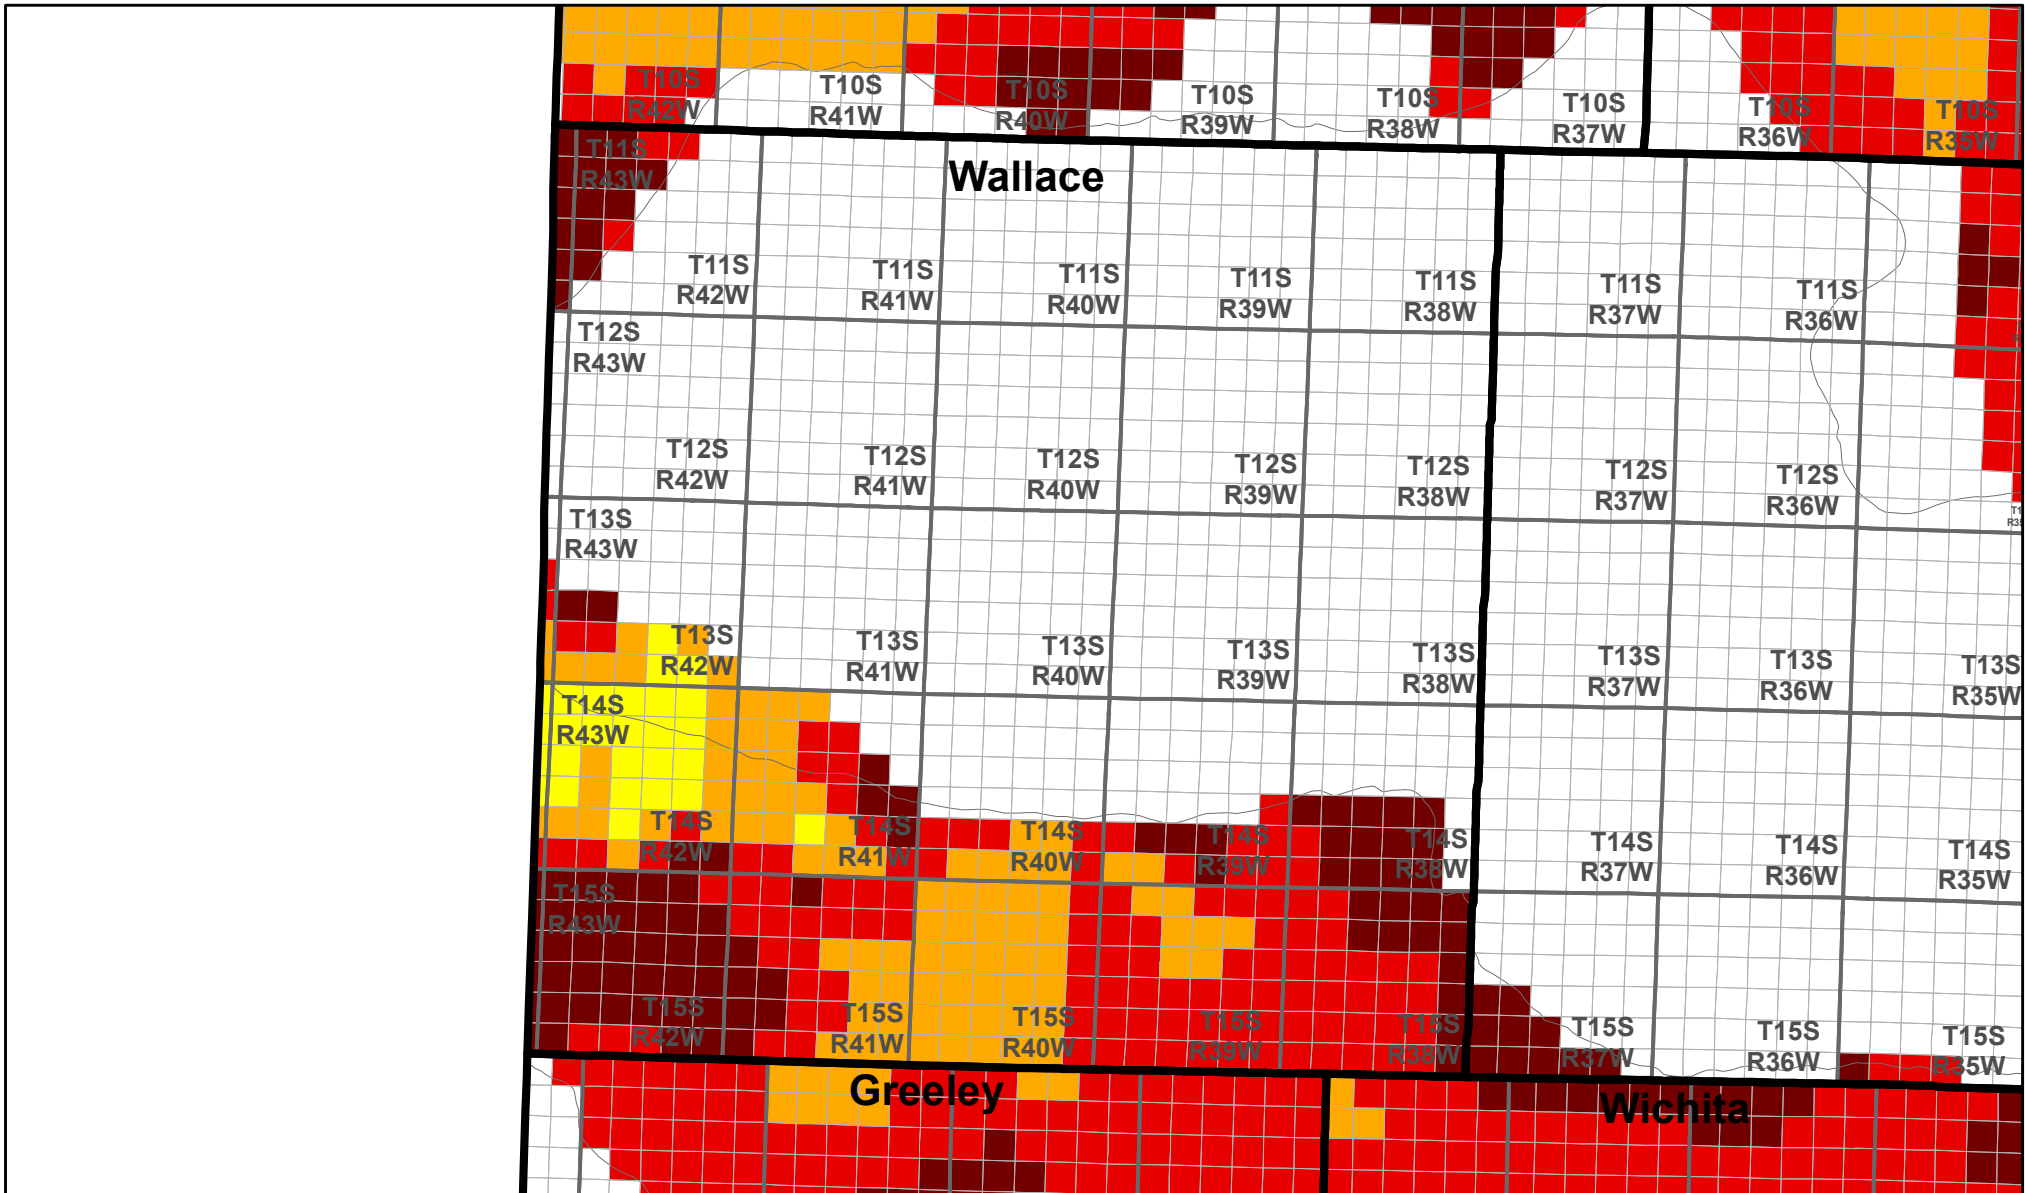 T10S
R42W
T10S
R41W
T10S
R40W
T10S
R39W
T10S
R38W
T10S
R37W
T10S
R36W
T10S
R35W
Wallace
T11S
R43W
T11S
R42W
T11S
R41W
T11S
R40W
T11S
R39W
T11S
R38W
T11S
R37W
T11S
R36W
T12S
R43W
T12S
R42W
T12S
R41W
T12S
R40W
T12S
R39W
T12S
R38W
T12S
R37W
T12S
R36W
T13S
R43W
T13S
R42W
T13S
R41W
T13S
R40W
T13S
R39W
T13S
R38W
T13S
R37W
T13S
R36W
T13S
R35W
T14S
R43W
T14S
R42W
T14S
R41W
T14S
R40W
T14S
R39W
T14S
R38W
T14S
R37W
T14S
R36W
T14S
R35W
T15S
R43W
T15S
R42W
T15S
R41W
T15S
R40W
T15S
R39W
T15S
R38W
T15S
R37W
T15S
R36W
T15S
R35W
Greeley
Wichita